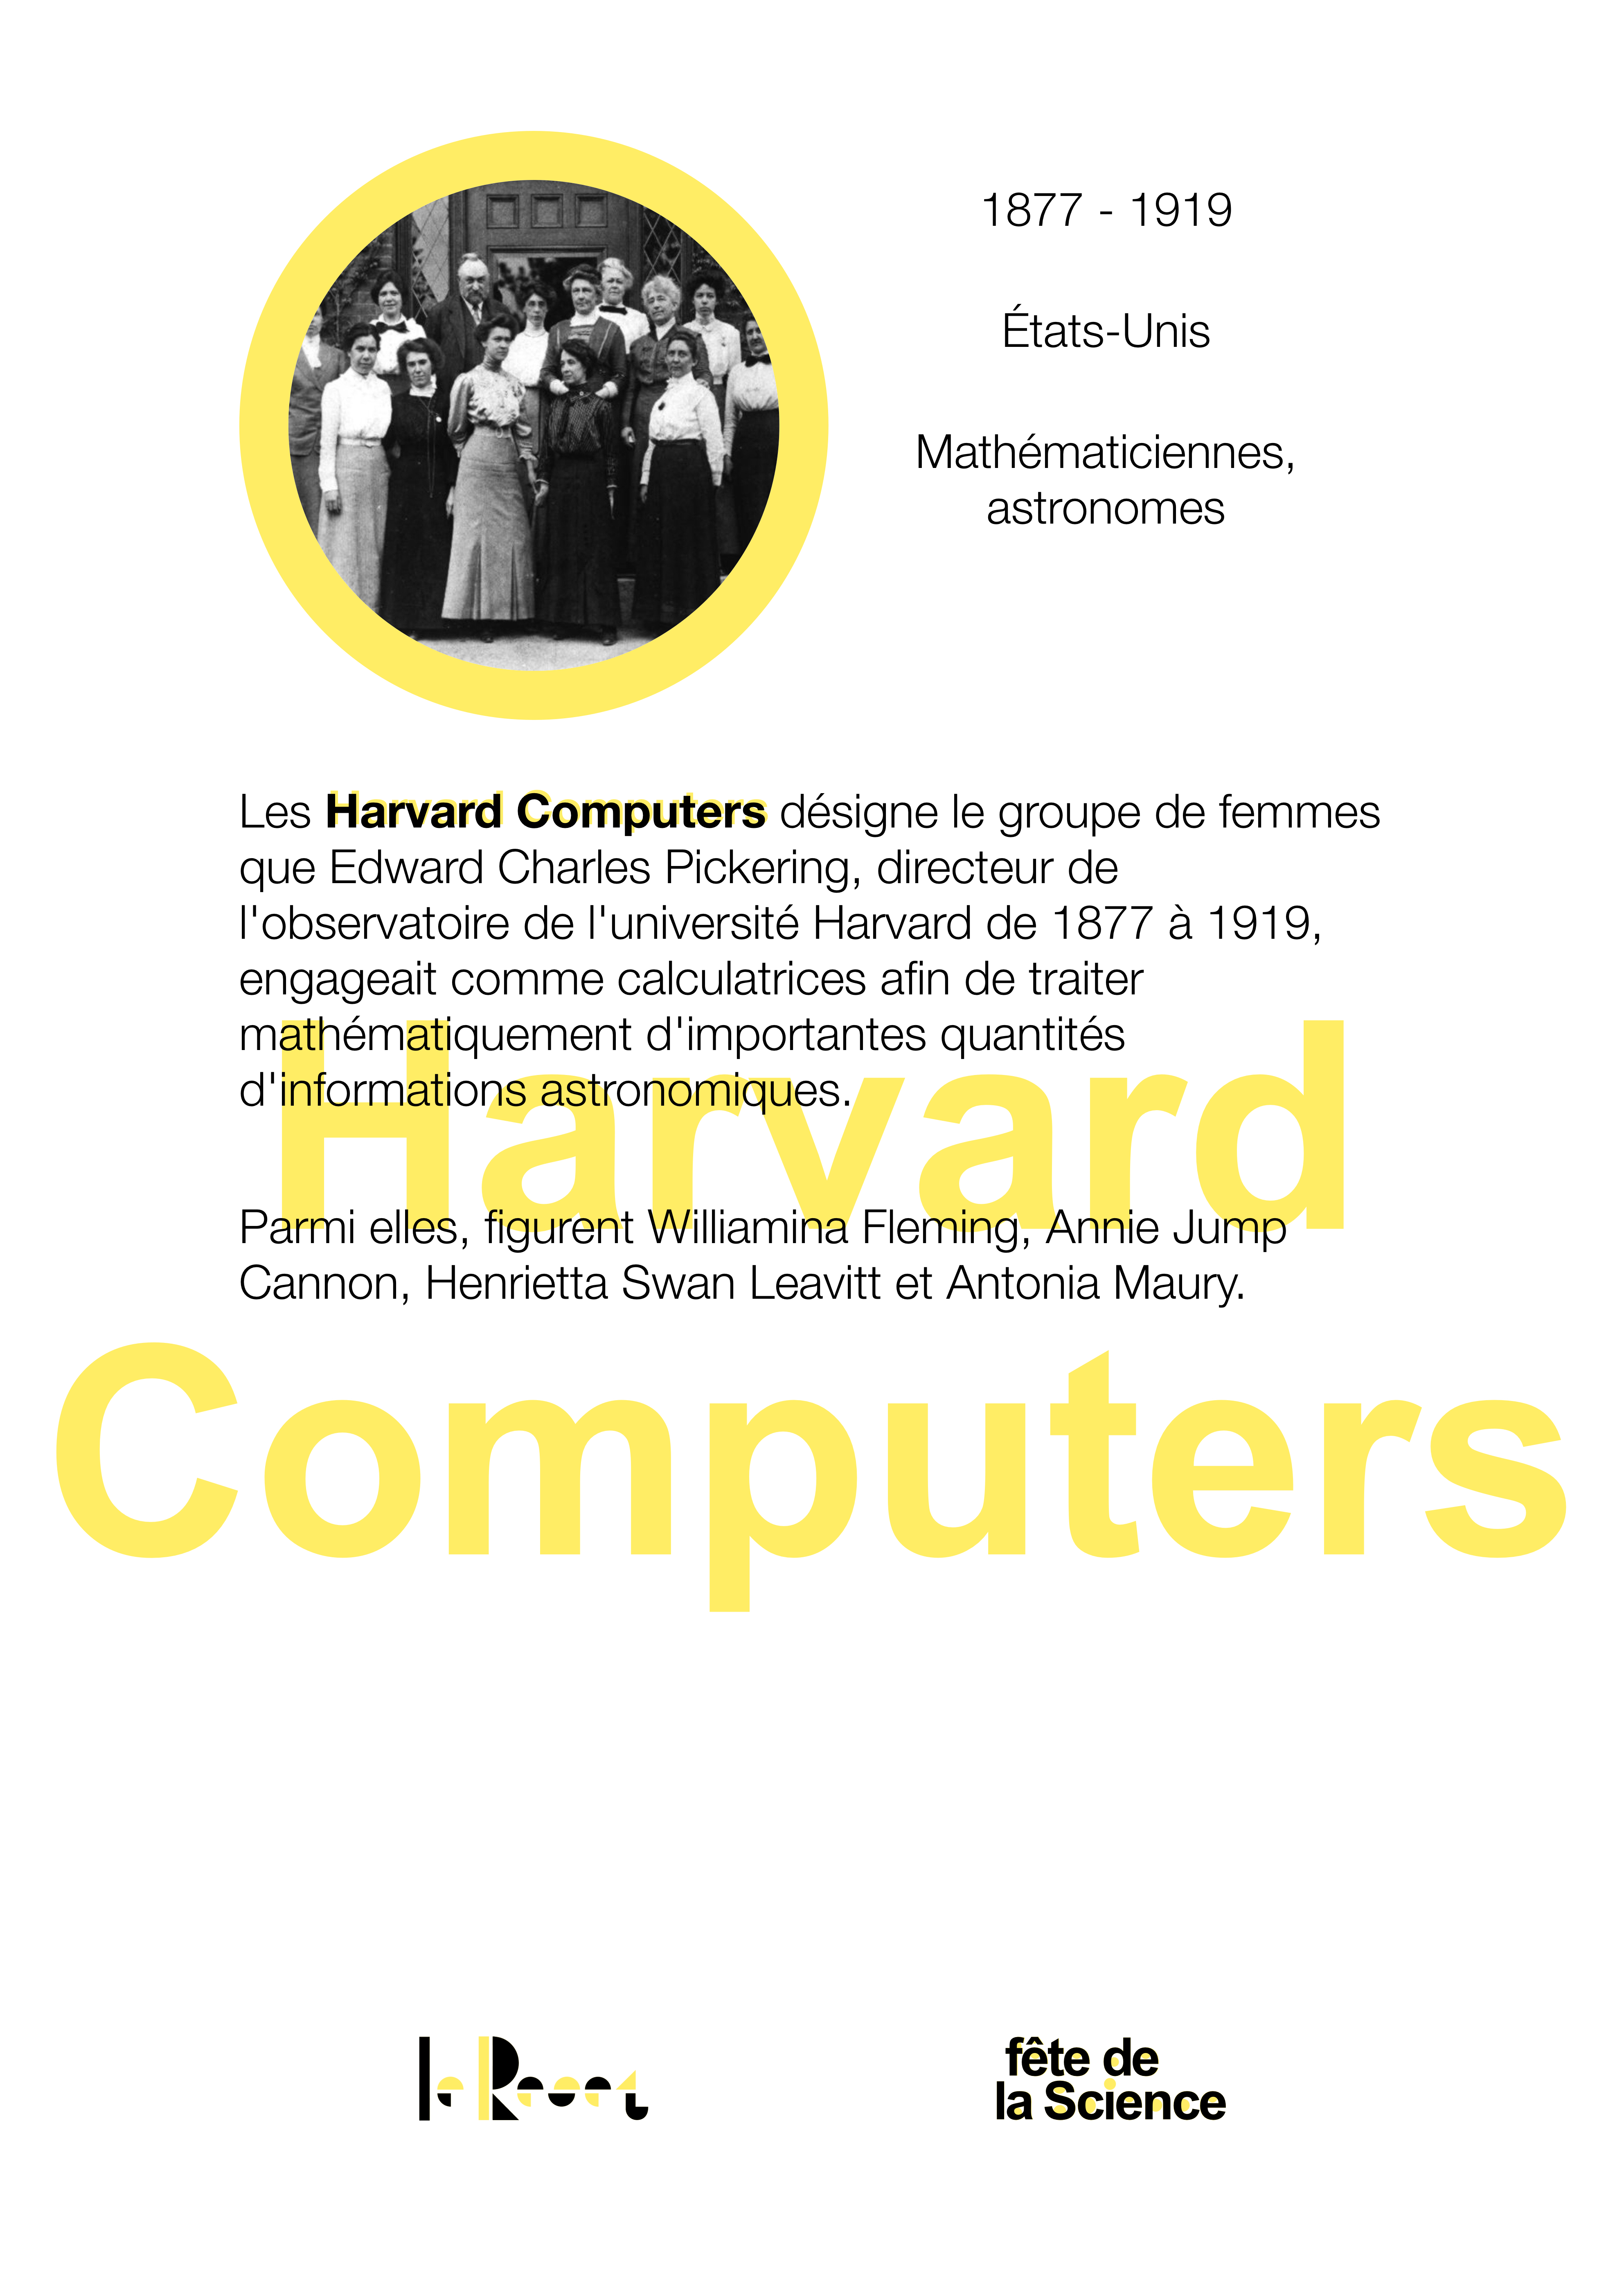 1877 - 1919
États-Unis
Mathématiciennes,
astronomes
Les Harvard Computers désigne le groupe de femmes
que Edward Charles Pickering, directeur de
l'observatoire de l'université Harvard de 1877 à 1919,
engageait comme calculatrices afin de traiter
mathématiquement d'importantes quantités
d'informations astronomiques.
Harvard
Parmi elles, figurent Williamina Fleming, Annie Jump
Cannon, Henrietta Swan Leavitt et Antonia Maury.
Computers
le Reset
fête de
la Science